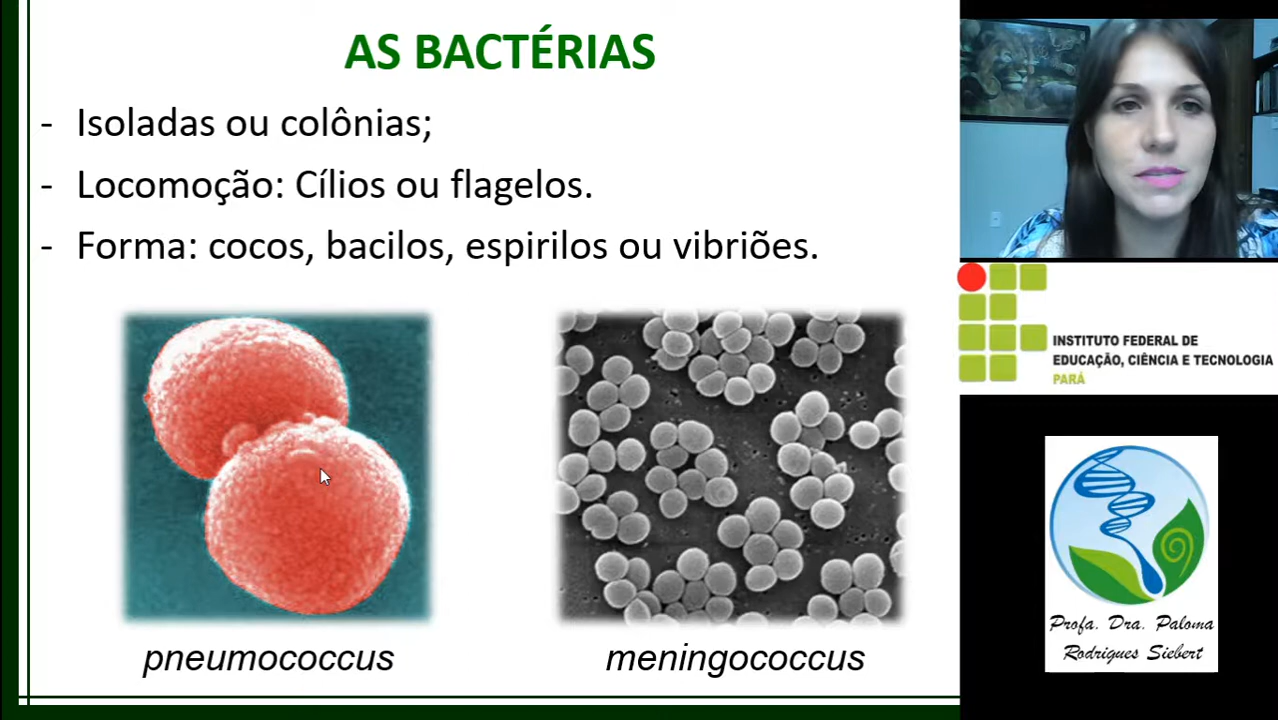 AS BACTÉRIAS
- Isoladas ou colônias;
- Locomoção: Cílios ou flagelos.
- Forma: cocos, bacilos, espirilos ou vibriões.
pneumococcus
meningococcus
INSTITUTO FEDERAL DE
EDUCAÇÃO, CIÊNCIA E TECNOLOGIA
PARÁ
Profa. Dra. Paloma
Rodrigues Siebert